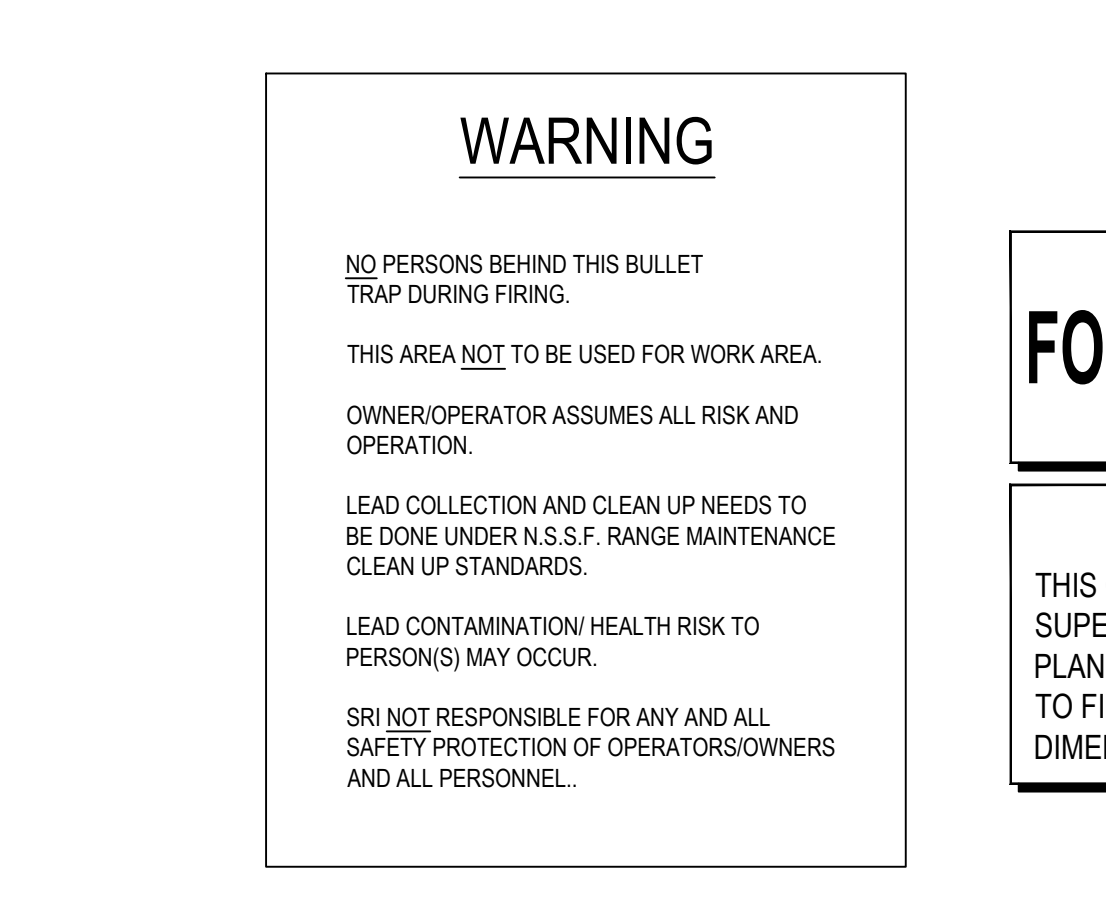 WARNING
NO PERSONS BEHIND THIS BULLET
TRAP DURING FIRING.
THIS AREA NOT TO BE USED FOR WORK AREA.
OWNER/OPERATOR ASSUMES ALL RISK AND
OPERATION.
LEAD COLLECTION AND CLEAN UP NEEDS TO
BE DONE UNDER N.S.S.F. RANGE MAINTENANCE
CLEAN UP STANDARDS.
LEAD CONTAMINATION/ HEALTH RISK TO
PERSON(S) MAY OCCUR.
SRI NOT RESPONSIBLE FOR ANY AND ALL
SAFETY PROTECTION OF OPERATORS/OWNERS
AND ALL PERSONNEL..
THIS
TO